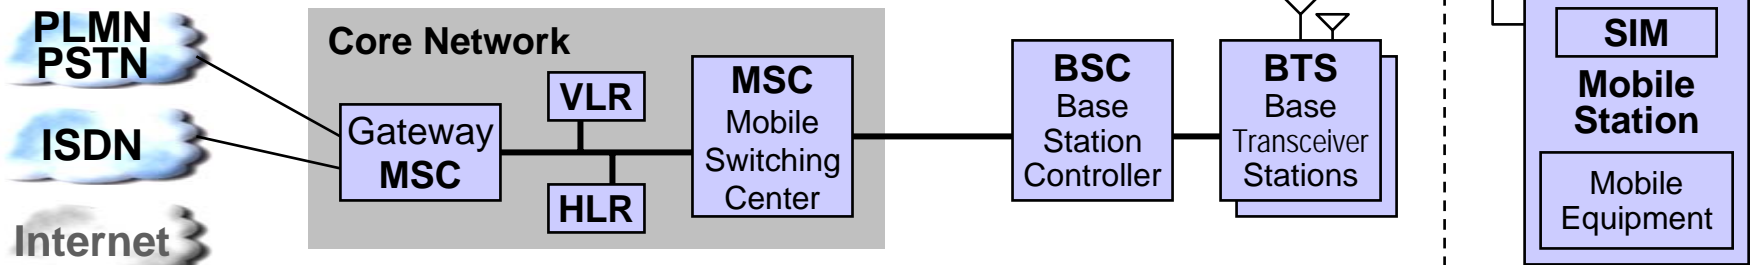 PLMN
PSTN
ISDN
Internet
Core Network
Gateway
MSC
VLR
HLR
MSC
Mobile
Switching
Center
BSC
Base
Station
Controller
BTS
Base
Transceiver
Stations
SIM
Mobile
Station
Mobile
Equipment